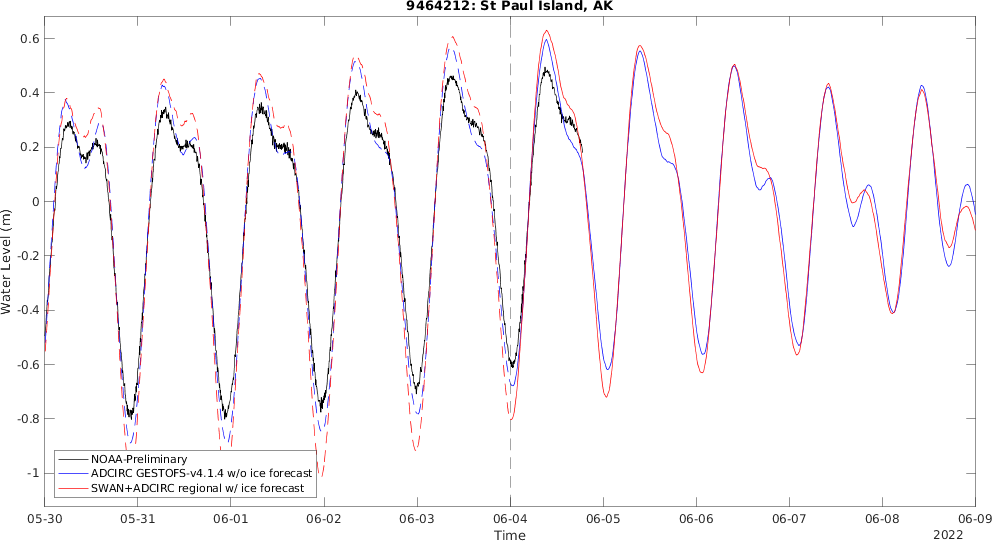 9464212: St Paul Island, AK
Water Level (m)
0.6
0.4
0.2
0
-0.2
-0.4
-0.6
-0.8
-1
NOAA-Preliminary
ADCIRC GESTOFS-v4.1.4 w/o ice forecast
SWAN+ADCIRC regional w/ ice forecast
05-30 05-31 06-01 06-02 06-03 06-04 06-05 06-06 06-07 06-08 06-09
Time 2022